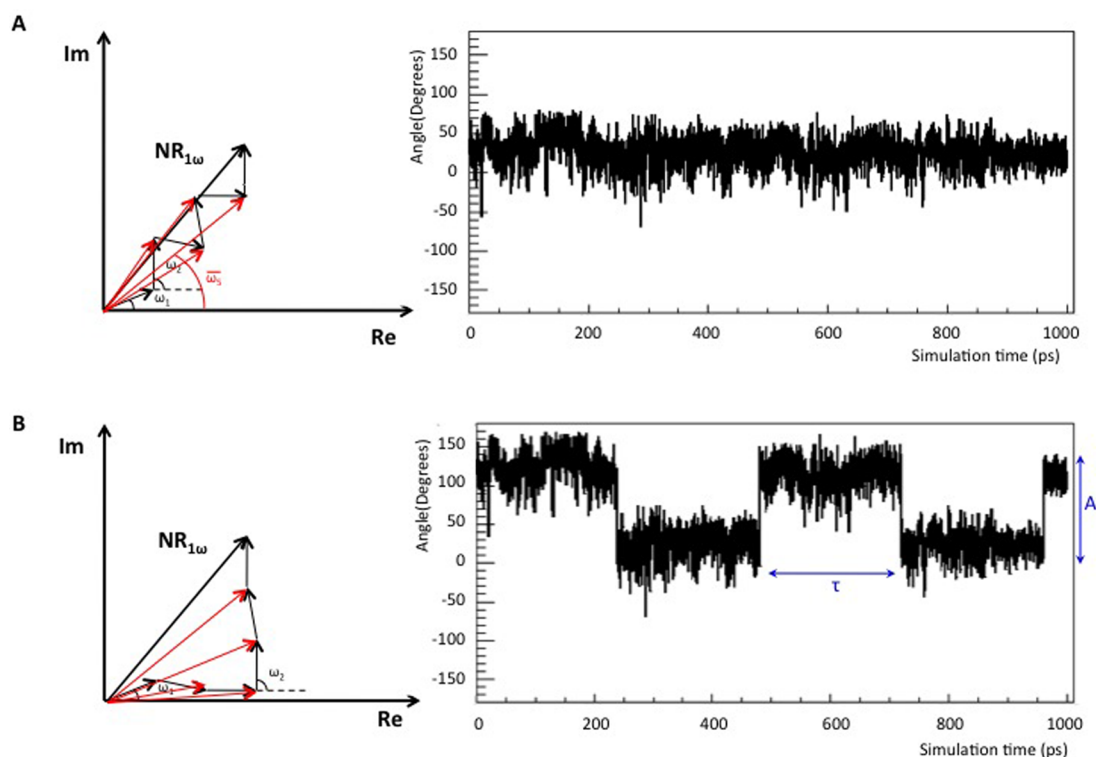 A
Im
NR1ω
ω2
ωs
ω1
Re
Angle(Degrees)
150
100
50
0
-50
-100
-150
0 200 400 600 800 1000
Simulation time (ps)
B
Im
NR1ω
ω1
ω2
Re
Angle(Degrees)
150
100
50
0
-50
-100
-150
A
τ
0 200 400 600 800 1000
Simulation time (ps)